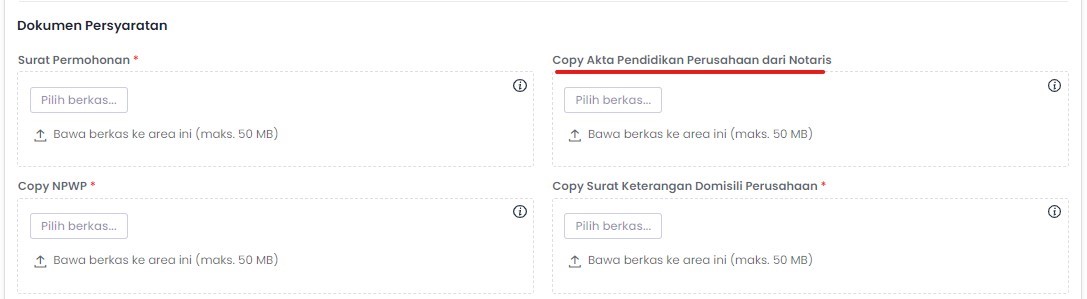 Dokumen Persyaratan
Surat Permohonan *
Copy Akta Pendidikan Perusahaan dari Notaris
Pilih berkas...
Pilih berkas...
Bawa berkas ke area ini (maks. 50 MB)
Bawa berkas ke area ini (maks. 50 MB)
Copy NPWP *
Copy Surat Keterangan Domisili Perusahaan *
Pilih berkas...
Pilih berkas...
Bawa berkas ke area ini (maks. 50 MB)
Bawa berkas ke area ini (maks. 50 MB)